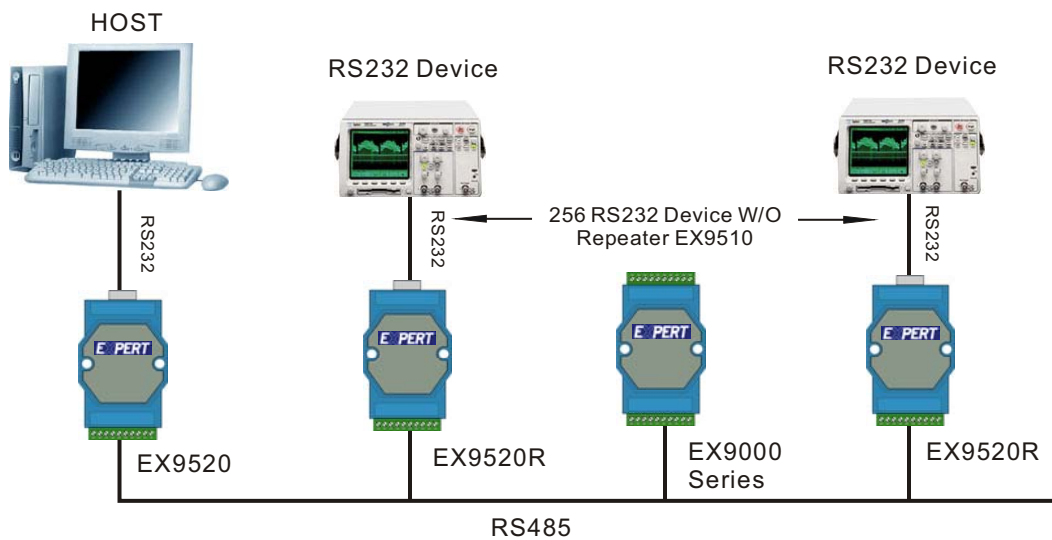 HOST
RS232 Device
RS232 Device
RS232
RS232
256 RS232 Device W/O
Repeater EX9510
RS232
EXPERT
EXPERT
EXPERT
EXPERT
EX9520
EX9520R
EX9000
Series
EX9520R
RS485